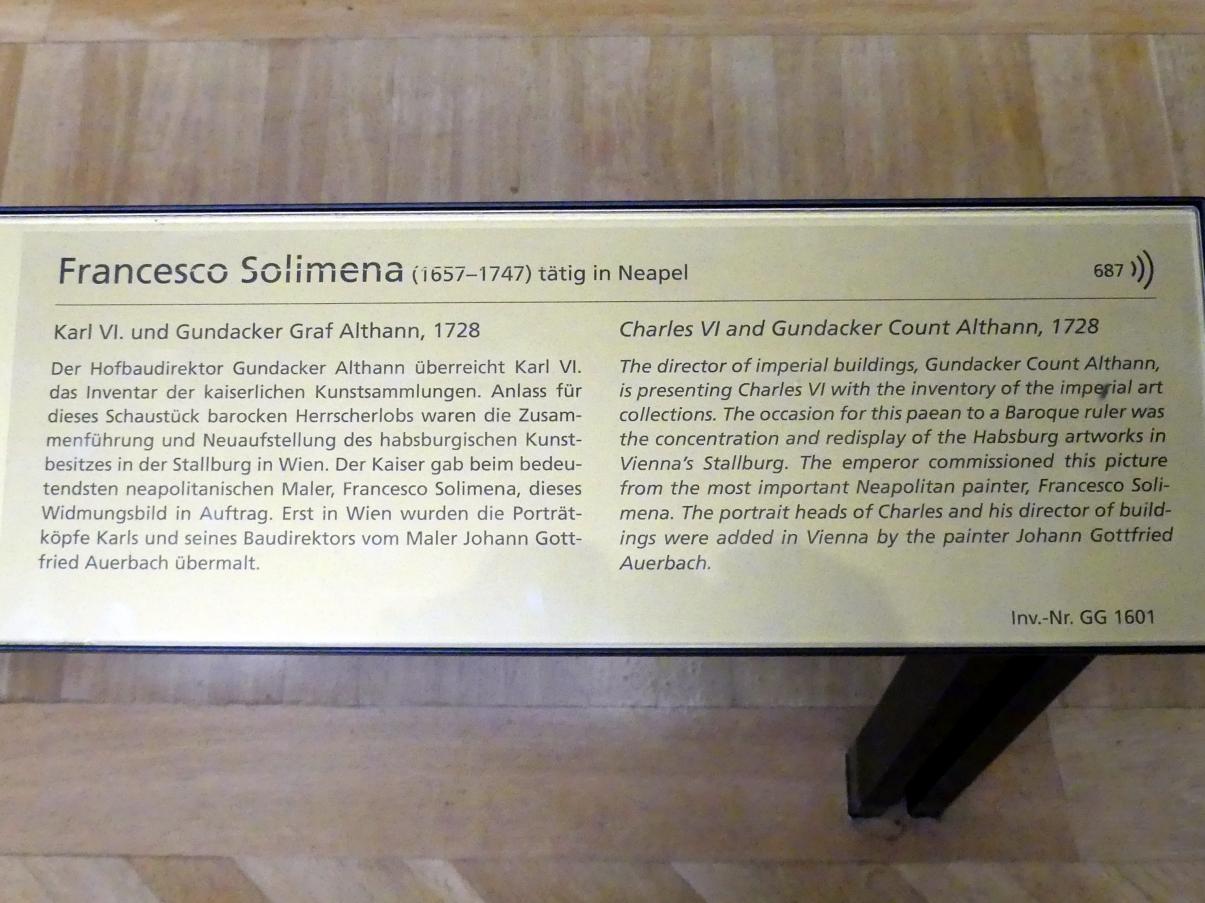 Francesco Solimena (1657–1747) tätig in Neapel
687
Karl VI. und Gundacker Graf Althann, 1728
Der Hofbaudirektor Gundacker Althann überreicht Karl VI.
das Inventar der kaiserlichen Kunstsammlungen. Anlass für
dieses Schaustück barocken Herrscherlobs waren die Zusam-
menführung und Neuaufstellung des habsburgischen Kunst-
besitzes in der Stallburg in Wien. Der Kaiser gab beim bedeu-
tendsten neapolitanischen Maler, Francesco Solimena, dieses
Widmungsbild in Auftrag. Erst in Wien wurden die Porträt-
köpfe Karls und seines Baudirektors vom Maler Johann Gott-
fried Auerbach übermalt.
Charles VI and Gundacker Count Althann, 1728
The director of imperial buildings, Gundacker Count Althann,
is presenting Charles VI with the inventory of the imperial art
collections. The occasion for this paean to a Baroque ruler was
the concentration and redisplay of the Habsburg artworks in
Vienna's Stallburg. The emperor commissioned this picture
from the most important Neapolitan painter, Francesco Soli-
mena. The portrait heads of Charles and his director of build-
ings were added in Vienna by the painter Johann Gottfried
Auerbach.
Inv.-Nr. GG 1601